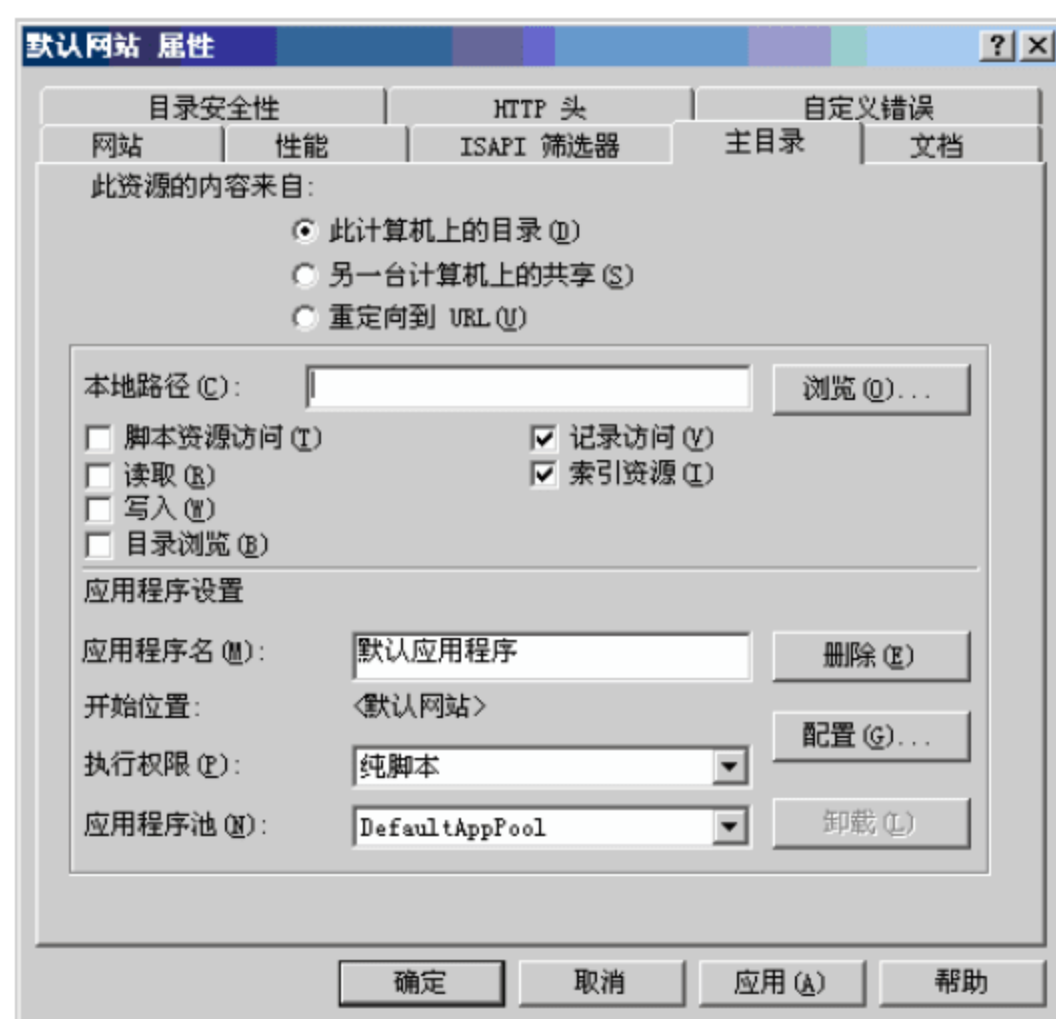 默认网站 属性
目录安全性 HTTP 头 自定义错误
网站 性能 ISAPI 筛选器 主目录 文档
此资源的内容来自:
此计算机上的目录(D)
另一台计算机上的共享(S)
重定向到 URL(U)
本地路径(C): 浏览(O)...
脚本资源访问(T) 记录访问(V)
读取(R) 索引资源(I)
写入(W)
目录浏览(B)
应用程序设置
应用程序名(M): 默认应用程序 删除(E)
开始位置: <默认网站>
配置(G)...
执行权限(P): 纯脚本
应用程序池(N): DefaultAppPool 卸载(L)
确定 取消 应用(A) 帮助